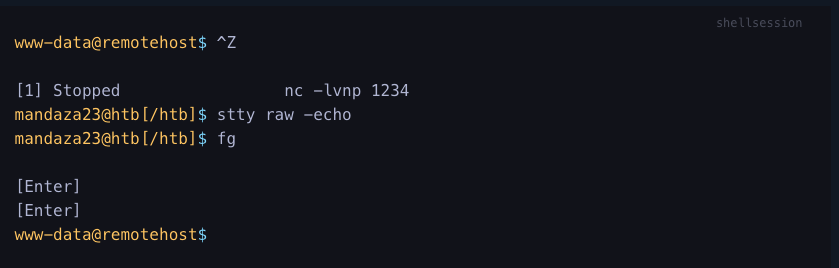 shellsession
www-data@remotehost$ ^Z
[1] Stopped                 nc -lvnp 1234
mandaza23@htb[/htb]$ stty raw -echo
mandaza23@htb[/htb]$ fg
[Enter]
[Enter]
www-data@remotehost$